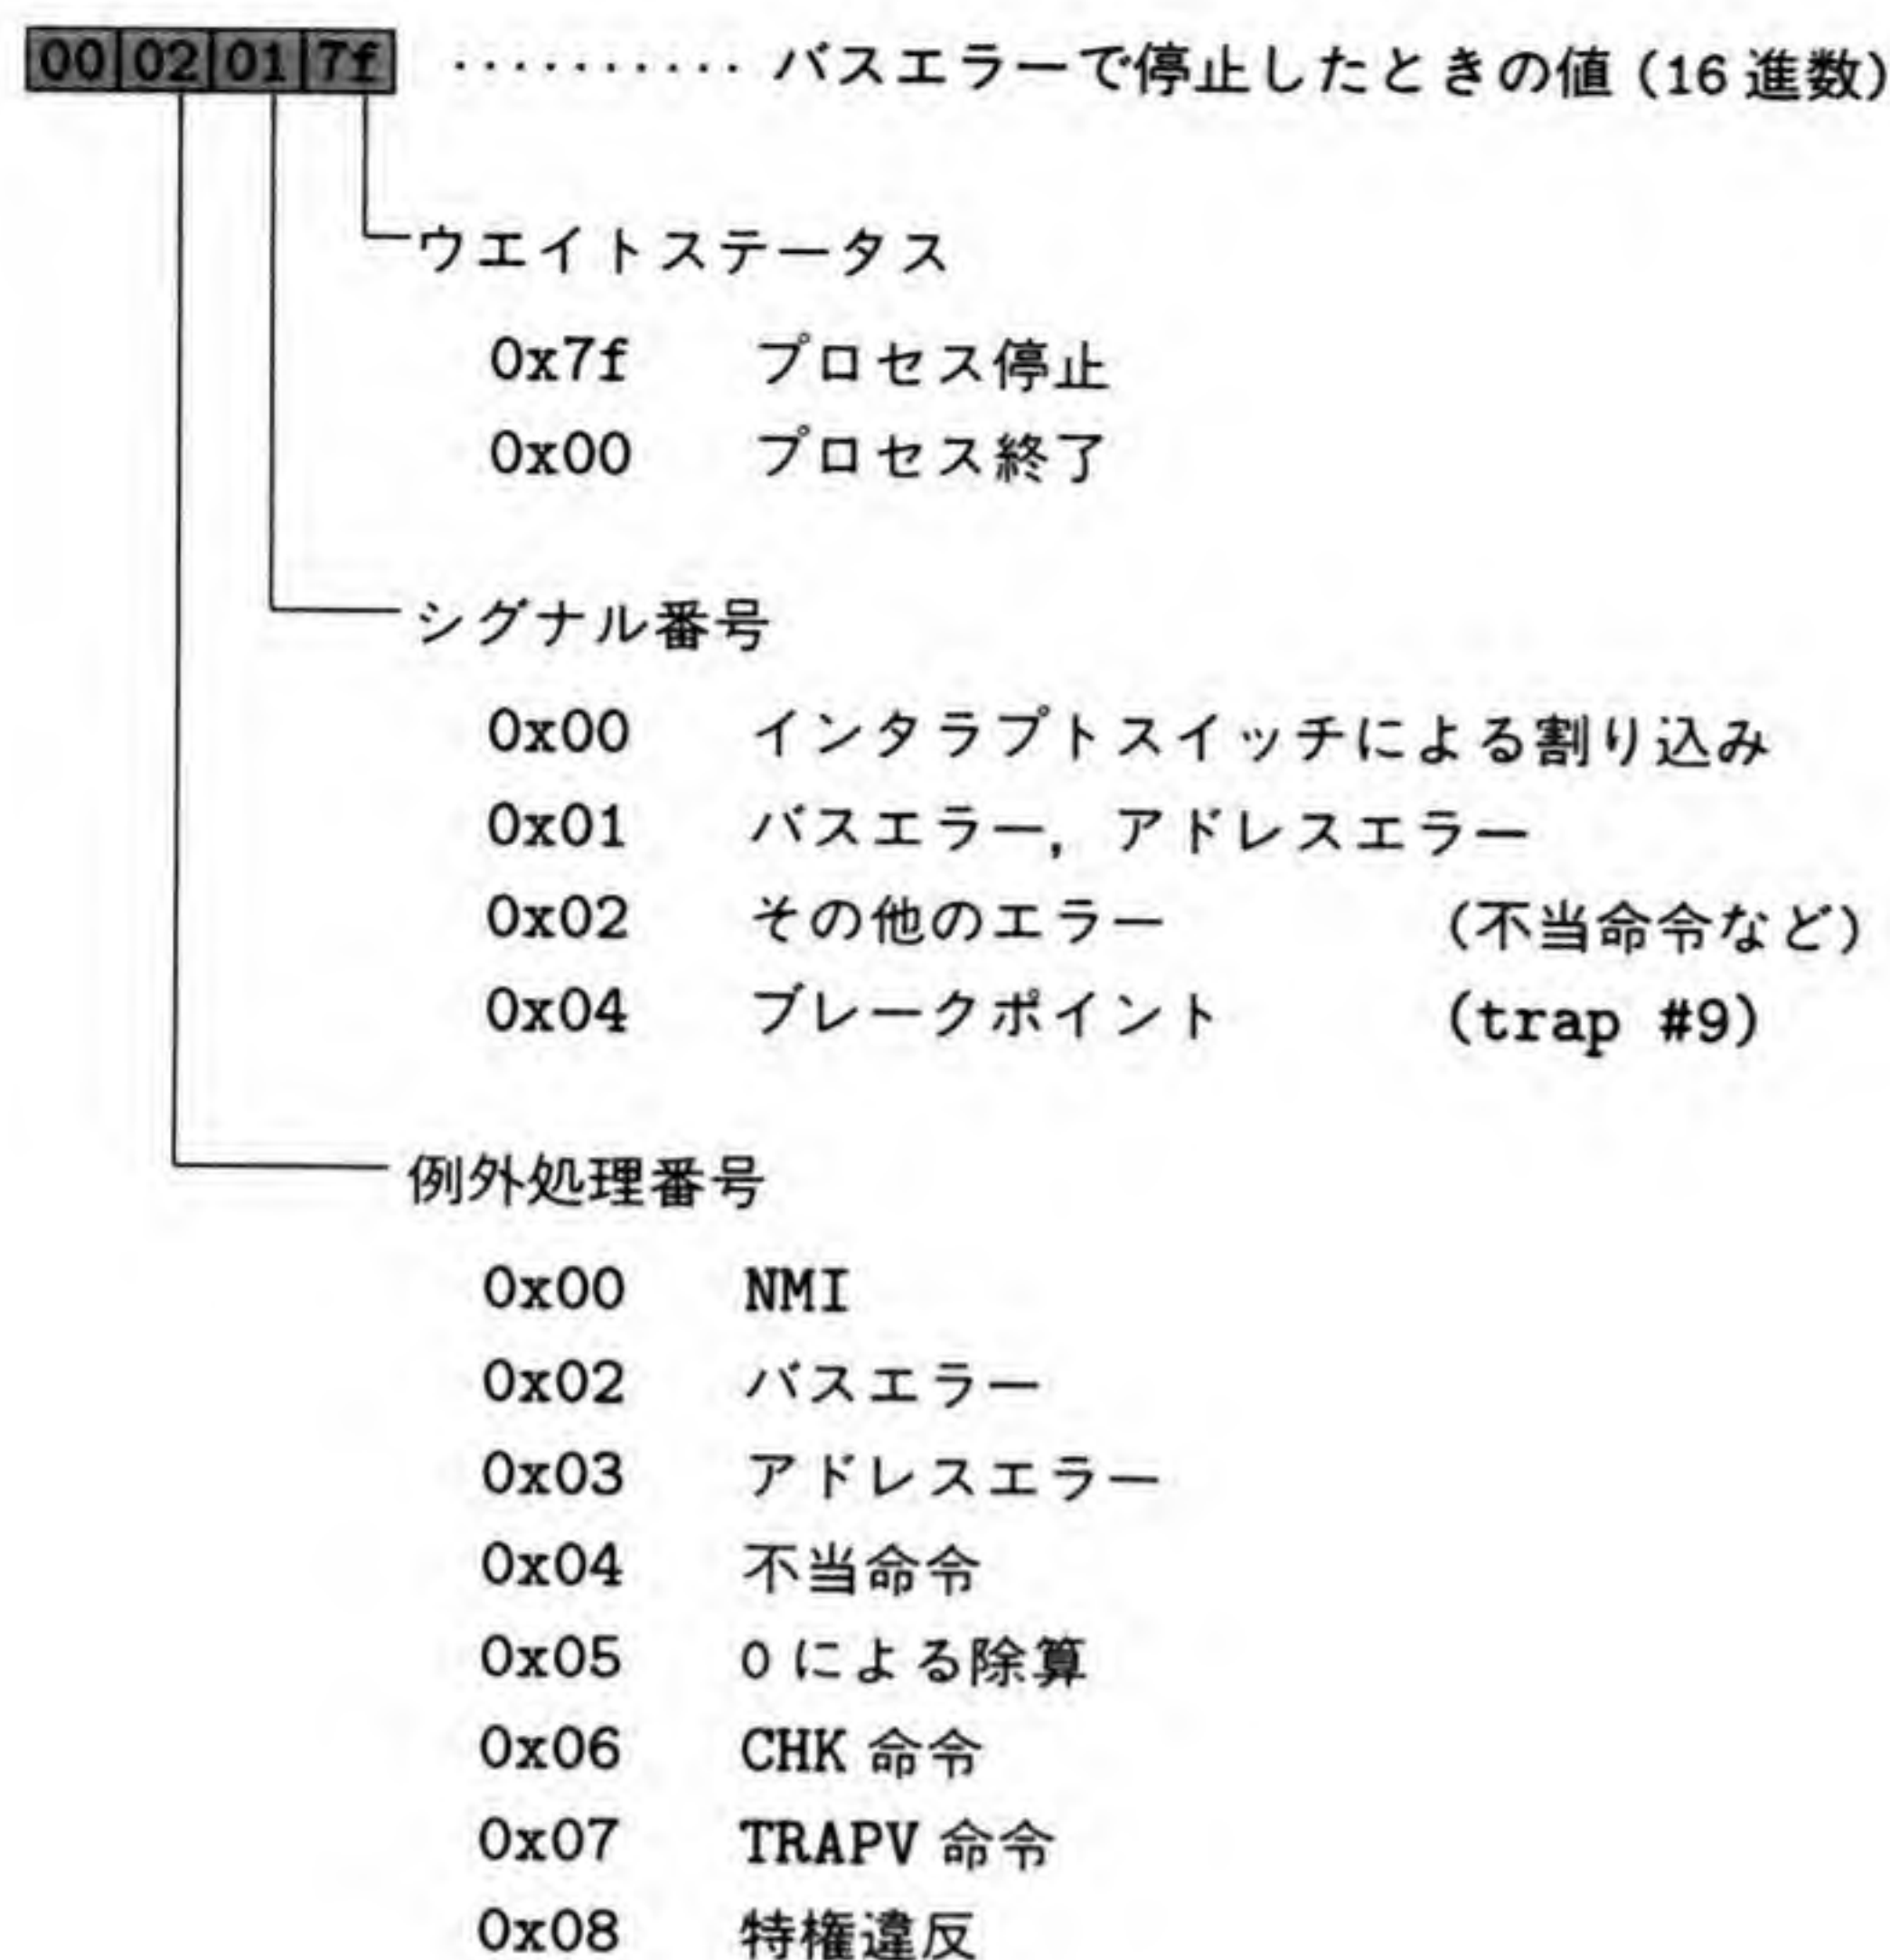 00 02 01 7f ·········· バスエラーで停止したときの値 (16 進数)
ウエイトステータス
0x7f プロセス停止
0x00 プロセス終了
シグナル番号
0x00 インタラプトスイッチによる割り込み
0x01 バスエラー, アドレスエラー
0x02 その他のエラー (不当命令など)
0x04 ブレークポイント (trap #9)
例外処理番号
0x00 NMI
0x02 バスエラー
0x03 アドレスエラー
0x04 不当命令
0x05 0 による除算
0x06 CHK 命令
0x07 TRAPV 命令
0x08 特権違反